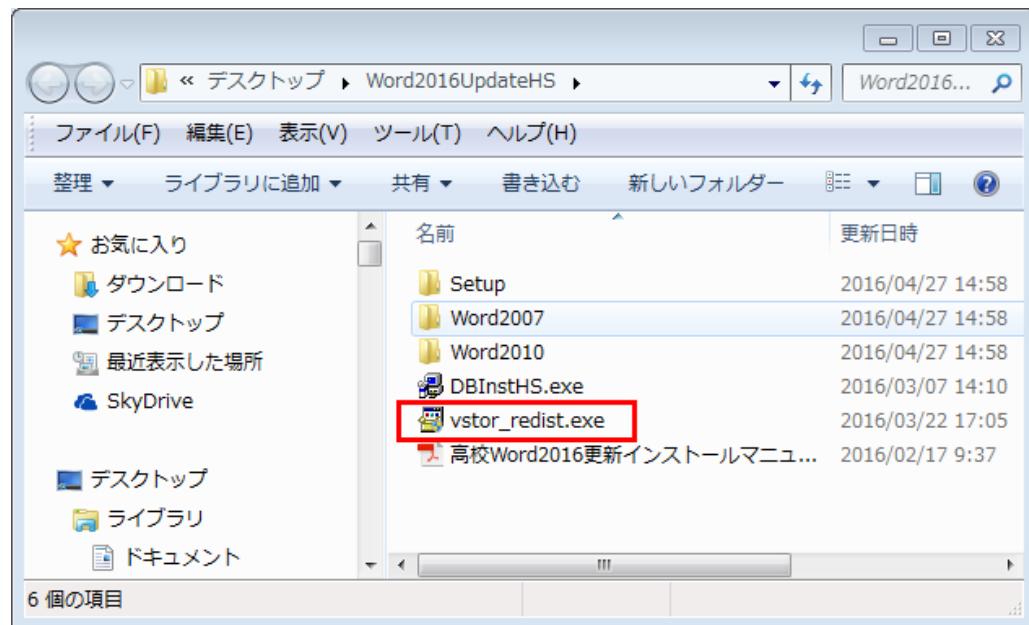 « デスクトップ ▸ Word2016UpdateHS ▸ Word2016...
ファイル(F) 編集(E) 表示(V) ツール(T) ヘルプ(H)
整理 ▼ ライブラリに追加 ▼ 共有 ▼ 書き込む 新しいフォルダー
お気に入り
ダウンロード
デスクトップ
最近表示した場所
SkyDrive
デスクトップ
ライブラリ
ドキュメント
名前 更新日時
Setup 2016/04/27 14:58
Word2007 2016/04/27 14:58
Word2010 2016/04/27 14:58
DBInstHS.exe 2016/03/07 14:10
vstor_redist.exe 2016/03/22 17:05
高校Word2016更新インストールマニュ... 2016/02/17 9:37
6 個の項目